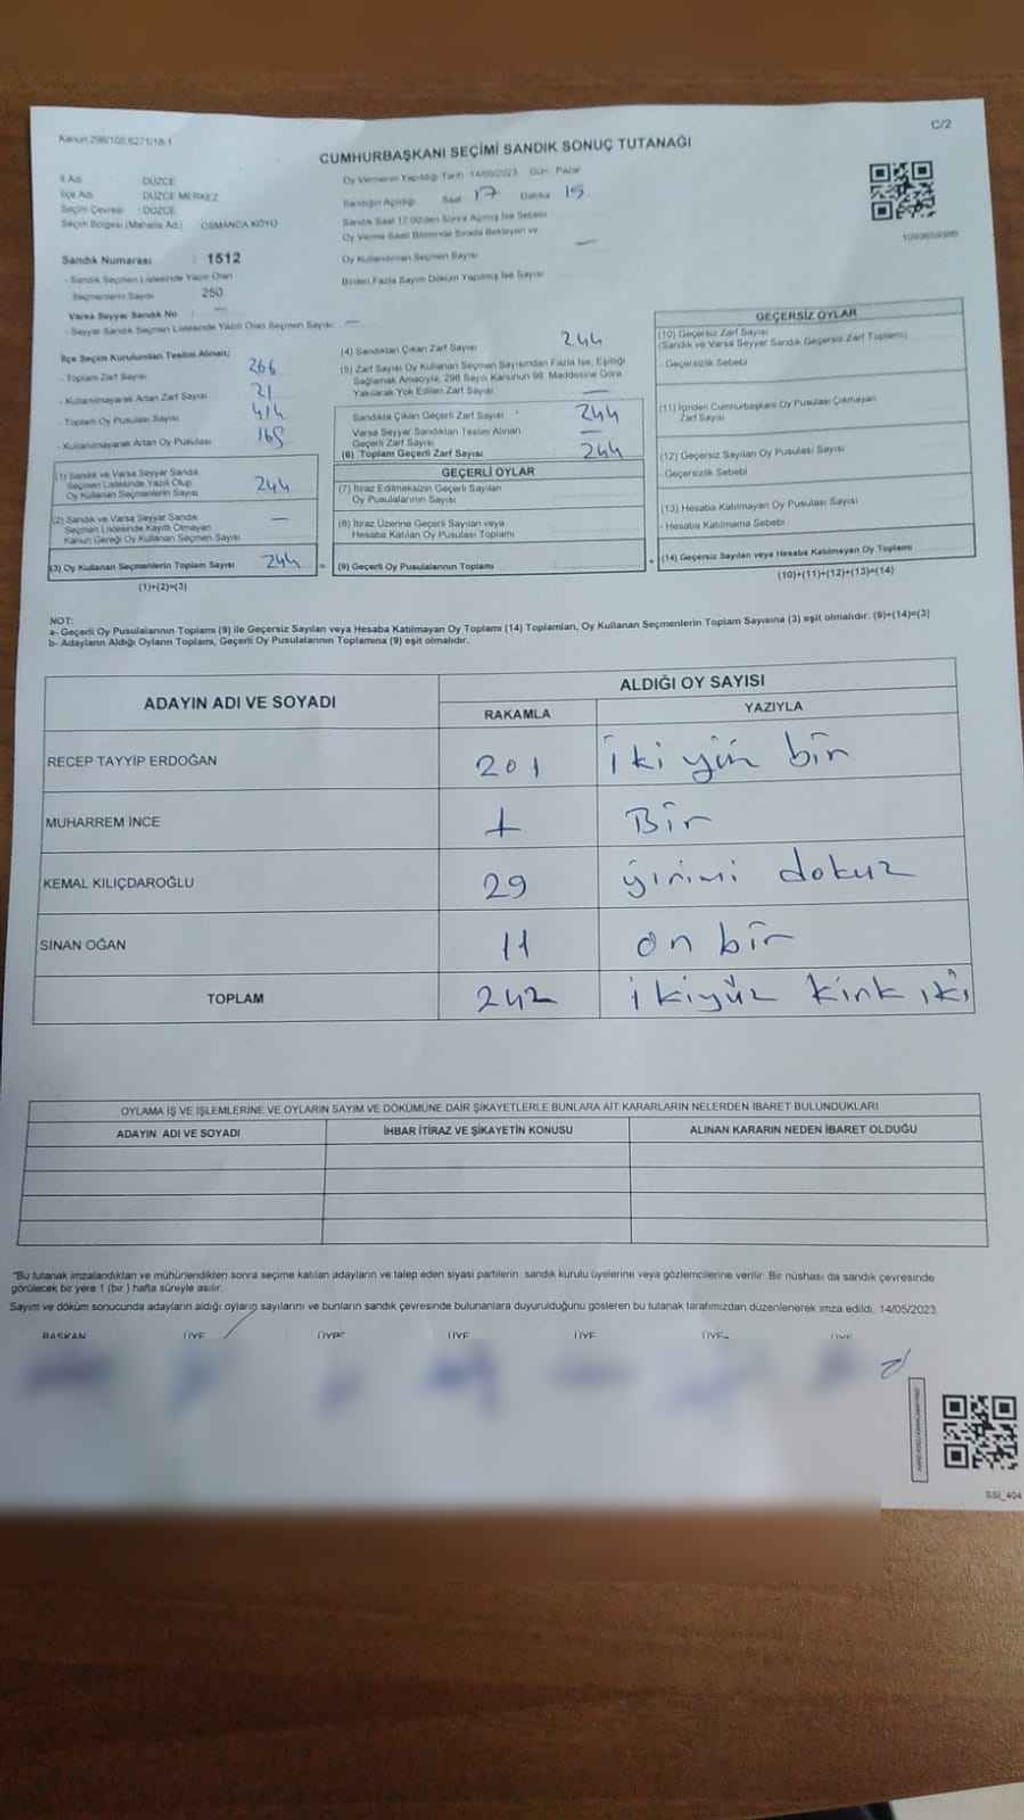 C/2
CUMHURBAŞKANI SEÇİMİ SANDIK SONUÇ TUTANAĞI
İl Adı : DÜZCE
İlçe Adı : DÜZCE MERKEZ
Seçim Çevresi : DÜZCE
Seçim Bölgesi (Mahalle Adı) : OSMANCA KÖYÜ
Oy Vermenin Yapıldığı Tarih 14/05/2023 Gün: Pazar
Sandığın Açıldığı Saat 17 Dakika 15
Sandık Saat 17:00'den Sonra Açılmış İse Sebebi
Oy Verme Saati Bitiminde Sırada Bekleyen ve
Oy Kullandırılan Seçmen Sayısı —
Birden Fazla Sayım Döküm Yapılmış İse Sayısı
Sandık Numarası : 1512
- Sandık Seçmen Listesinde Yazılı Olan
Seçmenlerin Sayısı 250
Varsa Seyyar Sandık No : —
- Seyyar Sandık Seçmen Listesinde Yazılı Olan Seçmen Sayısı: —
İlçe Seçim Kurulundan Teslim Alınan;
- Toplam Zarf Sayısı 266
- Kullanılmayarak Artan Zarf Sayısı 21
- Toplam Oy Pusulası Sayısı 414
- Kullanılmayarak Artan Oy Pusulası 165
(1) Sandık ve Varsa Seyyar Sandık
Seçmen Listesinde Yazılı Olup
Oy Kullanan Seçmenlerin Sayısı 244
(2) Sandık ve Varsa Seyyar Sandık
Seçmen Listesinde Kayıtlı Olmayan
Kanun Gereği Oy Kullanan Seçmen Sayısı —
(3) Oy Kullanan Seçmenlerin Toplam Sayısı 244 =
(1)+(2)=(3)
(4) Sandıktan Çıkan Zarf Sayısı 244
(5) Zarf Sayısı Oy Kullanan Seçmen Sayısından Fazla İse, Eşitliği
Sağlamak Amacıyla, 298 Sayılı Kanunun 98. Maddesine Göre
Yakılarak Yok Edilen Zarf Sayısı —
Sandıkta Çıkan Geçerli Zarf Sayısı 244
Varsa Seyyar Sandıktan Teslim Alınan
Geçerli Zarf Sayısı —
(6) Toplam Geçerli Zarf Sayısı 244
GEÇERLİ OYLAR
(7) İtiraz Edilmeksizin Geçerli Sayılan
Oy Pusulalarının Sayısı
(8) İtiraz Üzerine Geçerli Sayılan veya
Hesaba Katılan Oy Pusulası Toplamı
(9) Geçerli Oy Pusulalarının Toplamı +
GEÇERSİZ OYLAR
(10) Geçersiz Zarf Sayısı
(Sandık ve Varsa Seyyar Sandık Geçersiz Zarf Toplamı)
- Geçersizlik Sebebi
(11) İçinden Cumhurbaşkanı Oy Pusulası Çıkmayan
Zarf Sayısı
(12) Geçersiz Sayılan Oy Pusulası Sayısı
Geçersizlik Sebebi
(13) Hesaba Katılmayan Oy Pusulası Sayısı
- Hesaba Katılmama Sebebi
(14) Geçersiz Sayılan veya Hesaba Katılmayan Oy Toplamı
(10)+(11)+(12)+(13)=(14)
NOT:
a- Geçerli Oy Pusulalarının Toplamı (9) ile Geçersiz Sayılan veya Hesaba Katılmayan Oy Toplamı (14) Toplamları, Oy Kullanan Seçmenlerin Toplam Sayısına (3) eşit olmalıdır. (9)+(14)=(3)
b- Adayların Aldığı Oyların Toplamı, Geçerli Oy Pusulalarının Toplamına (9) eşit olmalıdır.
ADAYIN ADI VE SOYADI ALDIĞI OY SAYISI
RAKAMLA YAZIYLA
RECEP TAYYİP ERDOĞAN 201 İki yüz bir
MUHARREM İNCE 1 Bir
KEMAL KILIÇDAROĞLU 29 yirimi dokuz
SİNAN OĞAN 11 on bir
TOPLAM 242 ikiyüz kırk iki
OYLAMA İŞ VE İŞLEMLERİNE VE OYLARIN SAYIM VE DÖKÜMÜNE DAİR ŞİKAYETLERLE BUNLARA AİT KARARLARIN NELERDEN İBARET BULUNDUKLARI
ADAYIN ADI VE SOYADI İHBAR İTİRAZ VE ŞİKAYETİN KONUSU ALINAN KARARIN NEDEN İBARET OLDUĞU
"Bu tutanak imzalandıktan ve mühürlendikten sonra seçime katılan adayların ve talep eden siyasi partilerin sandık kurulu üyelerine veya gözlemcilerine verilir. Bir nüshası da sandık çevresinde
görülecek bir yere 1 (bir) hafta süreyle asılır.
Sayım ve döküm sonucunda adayların aldığı oyların sayılarını ve bunların sandık çevresinde bulunanlara duyurulduğunu gösteren bu tutanak tarafımızdan düzenlenerek imza edildi. 14/05/2023
BAŞKAN ÜYE ÜYE ÜYE ÜYE ÜYE ÜYE
SSI_404